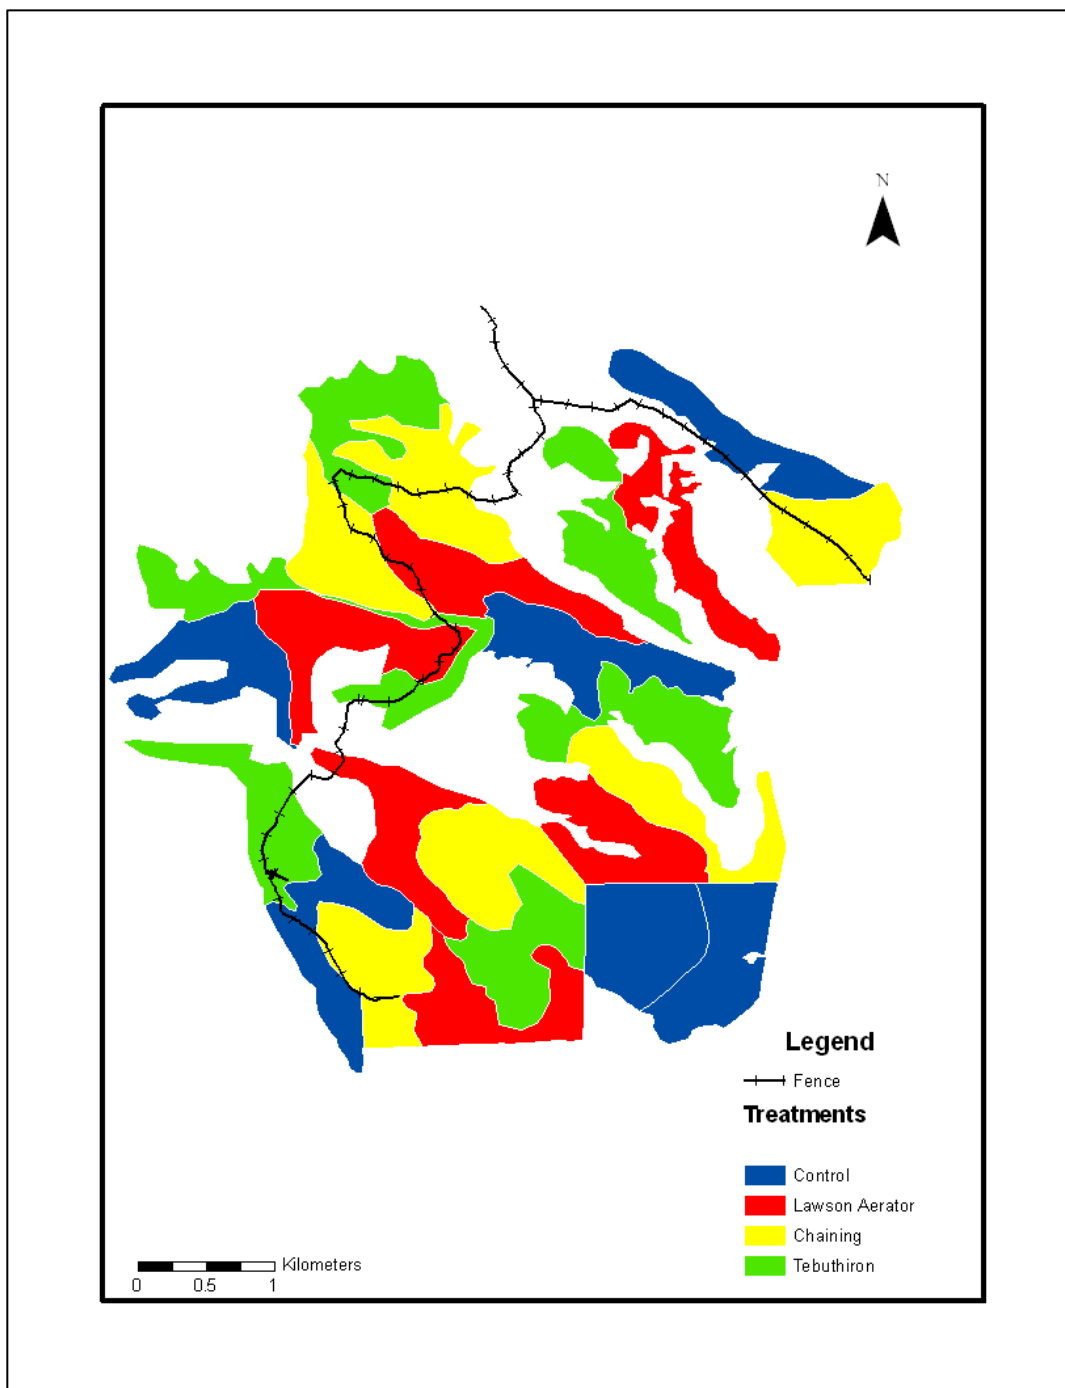 N
Legend
Fence
Treatments
Control
Lawson Aerator
Chaining
Tebuthiron
Kilometers
0 0.5 1